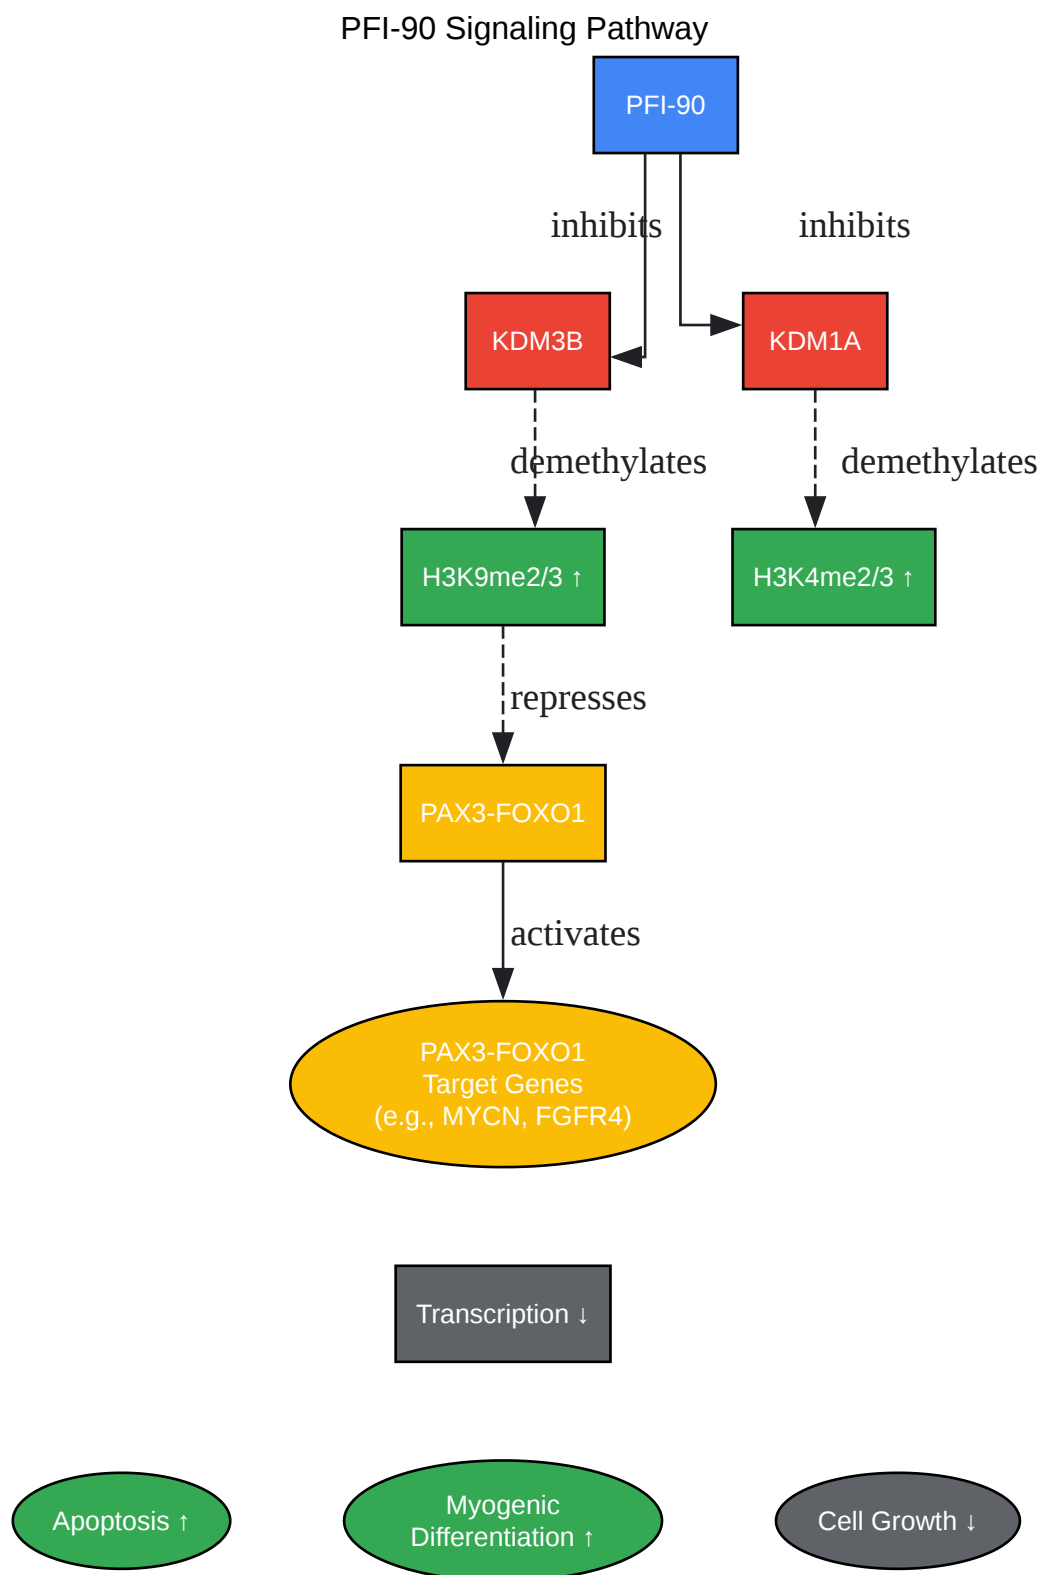 PFI-90 Signaling Pathway
PFI-90
inhibits
inhibits
KDM3B
KDM1A
demethylates
demethylates
H3K9me2/3 ↑
H3K4me2/3 ↑
represses
PAX3-FOXO1
activates
PAX3-FOXO1
Target Genes
(e.g., MYCN, FGFR4)
Transcription ↓
Apoptosis ↑
Myogenic
Differentiation ↑
Cell Growth ↓